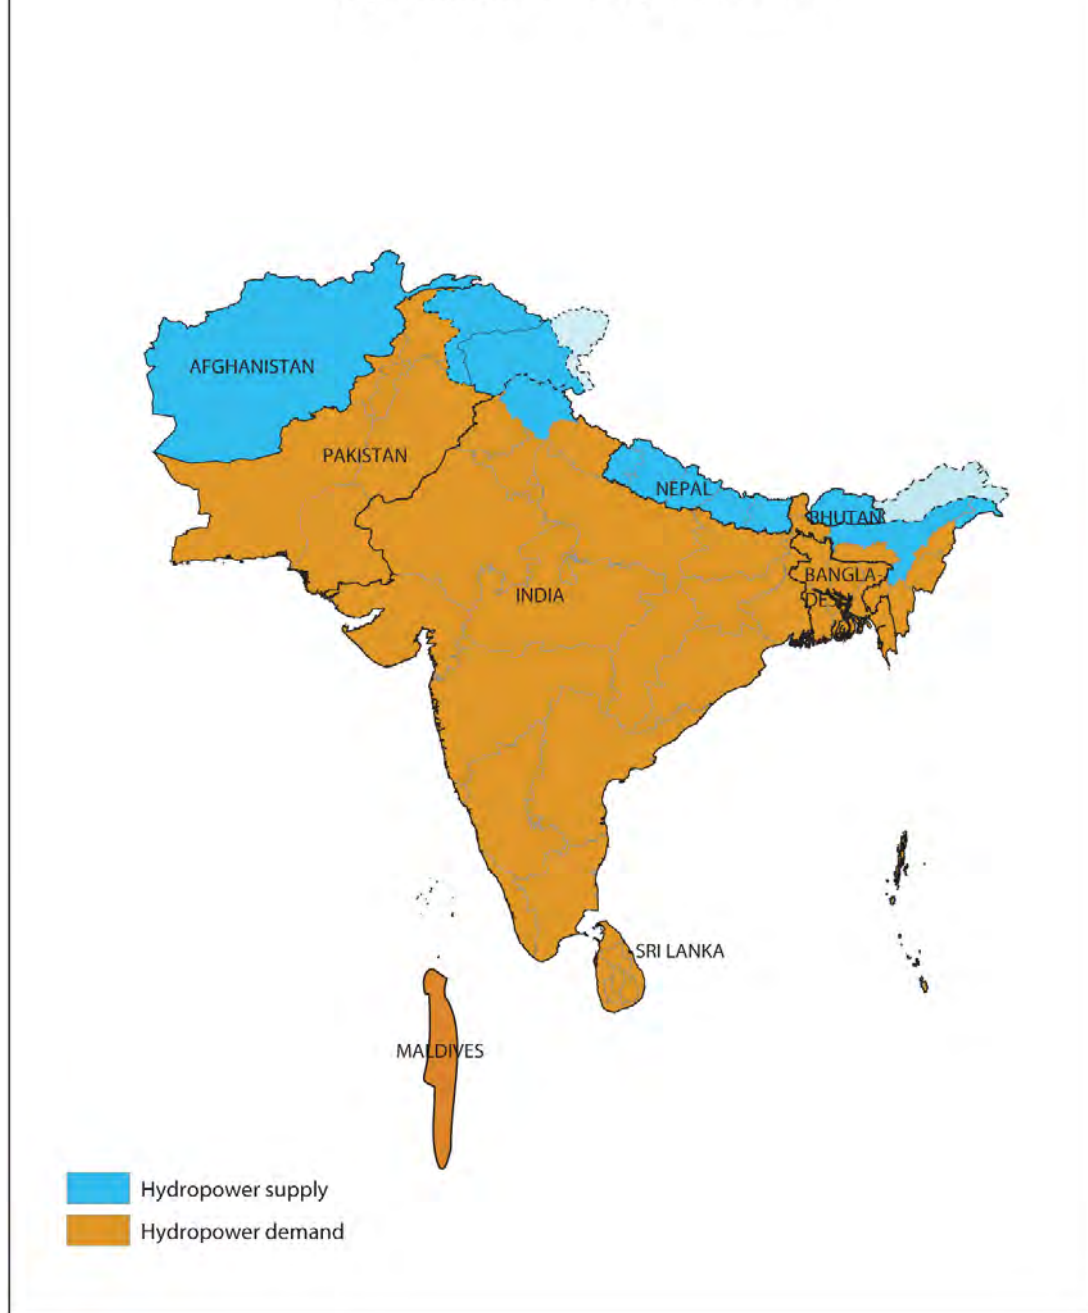 AFGHANISTAN
PAKISTAN
NEPAL
BHUTAN
BANGLA-
DESH
INDIA
SRI LANKA
MALDIVES
Hydropower supply
Hydropower demand